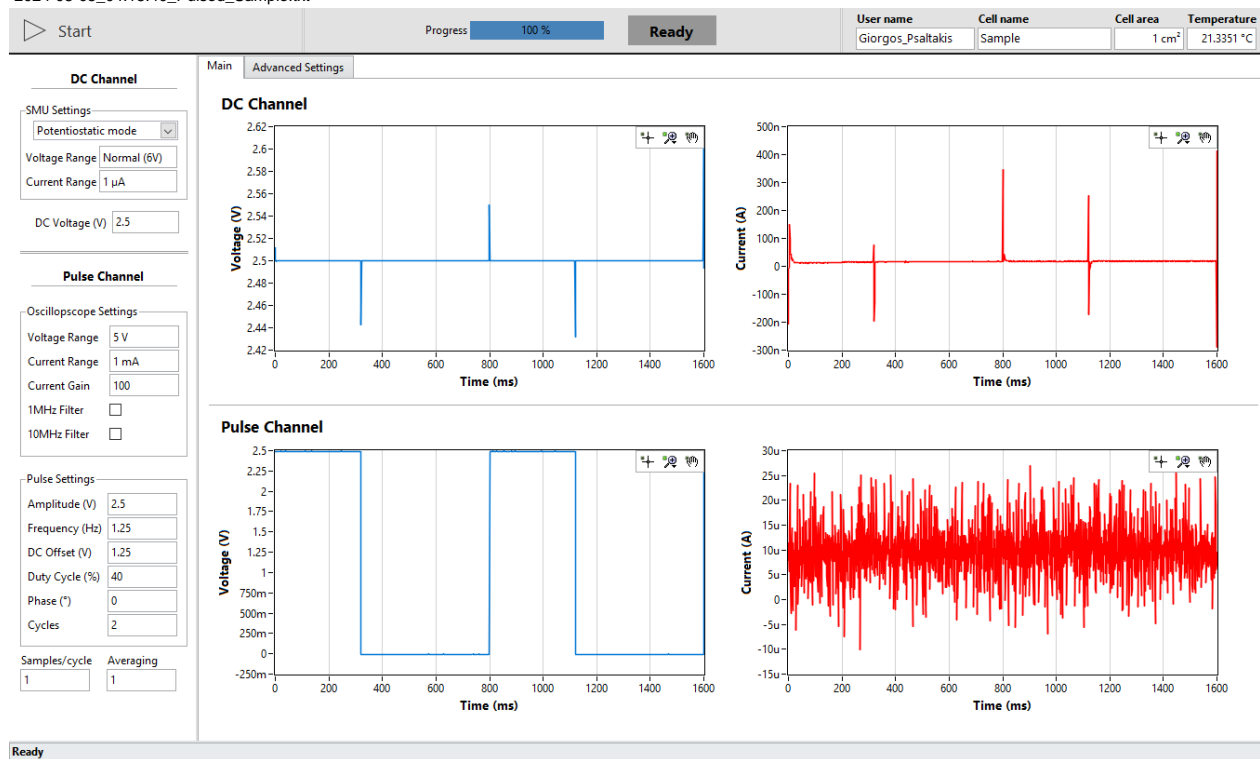 Start
Progress 100 % Ready
User name Cell name Cell area Temperature
Giorgos_Psaltakis Sample 1 cm² 21.3351 °C
DC Channel
SMU Settings
Potentiostatic mode
Voltage Range Normal (6V)
Current Range 1 µA
DC Voltage (V) 2.5
Pulse Channel
Oscillopscope Settings
Voltage Range 5 V
Current Range 1 mA
Current Gain 100
1MHz Filter
10MHz Filter
Pulse Settings
Amplitude (V) 2.5
Frequency (Hz) 1.25
DC Offset (V) 1.25
Duty Cycle (%) 40
Phase (°) 0
Cycles 2
Samples/cycle Averaging
1 1
Main Advanced Settings
DC Channel
Voltage (V)
2.62
2.6
2.58
2.56
2.54
2.52
2.5
2.48
2.46
2.44
2.42
0 200 400 600 800 1000 1200 1400 1600
Time (ms)
Current (A)
500n
400n
300n
200n
100n
0
-100n
-200n
-300n
0 200 400 600 800 1000 1200 1400 1600
Time (ms)
Pulse Channel
Voltage (V)
2.5
2.25
2
1.75
1.5
1.25
1
750m
500m
250m
0
-250m
0 200 400 600 800 1000 1200 1400 1600
Time (ms)
Current (A)
30u
25u
20u
15u
10u
5u
0
-5u
-10u
-15u
0 200 400 600 800 1000 1200 1400 1600
Time (ms)
Ready